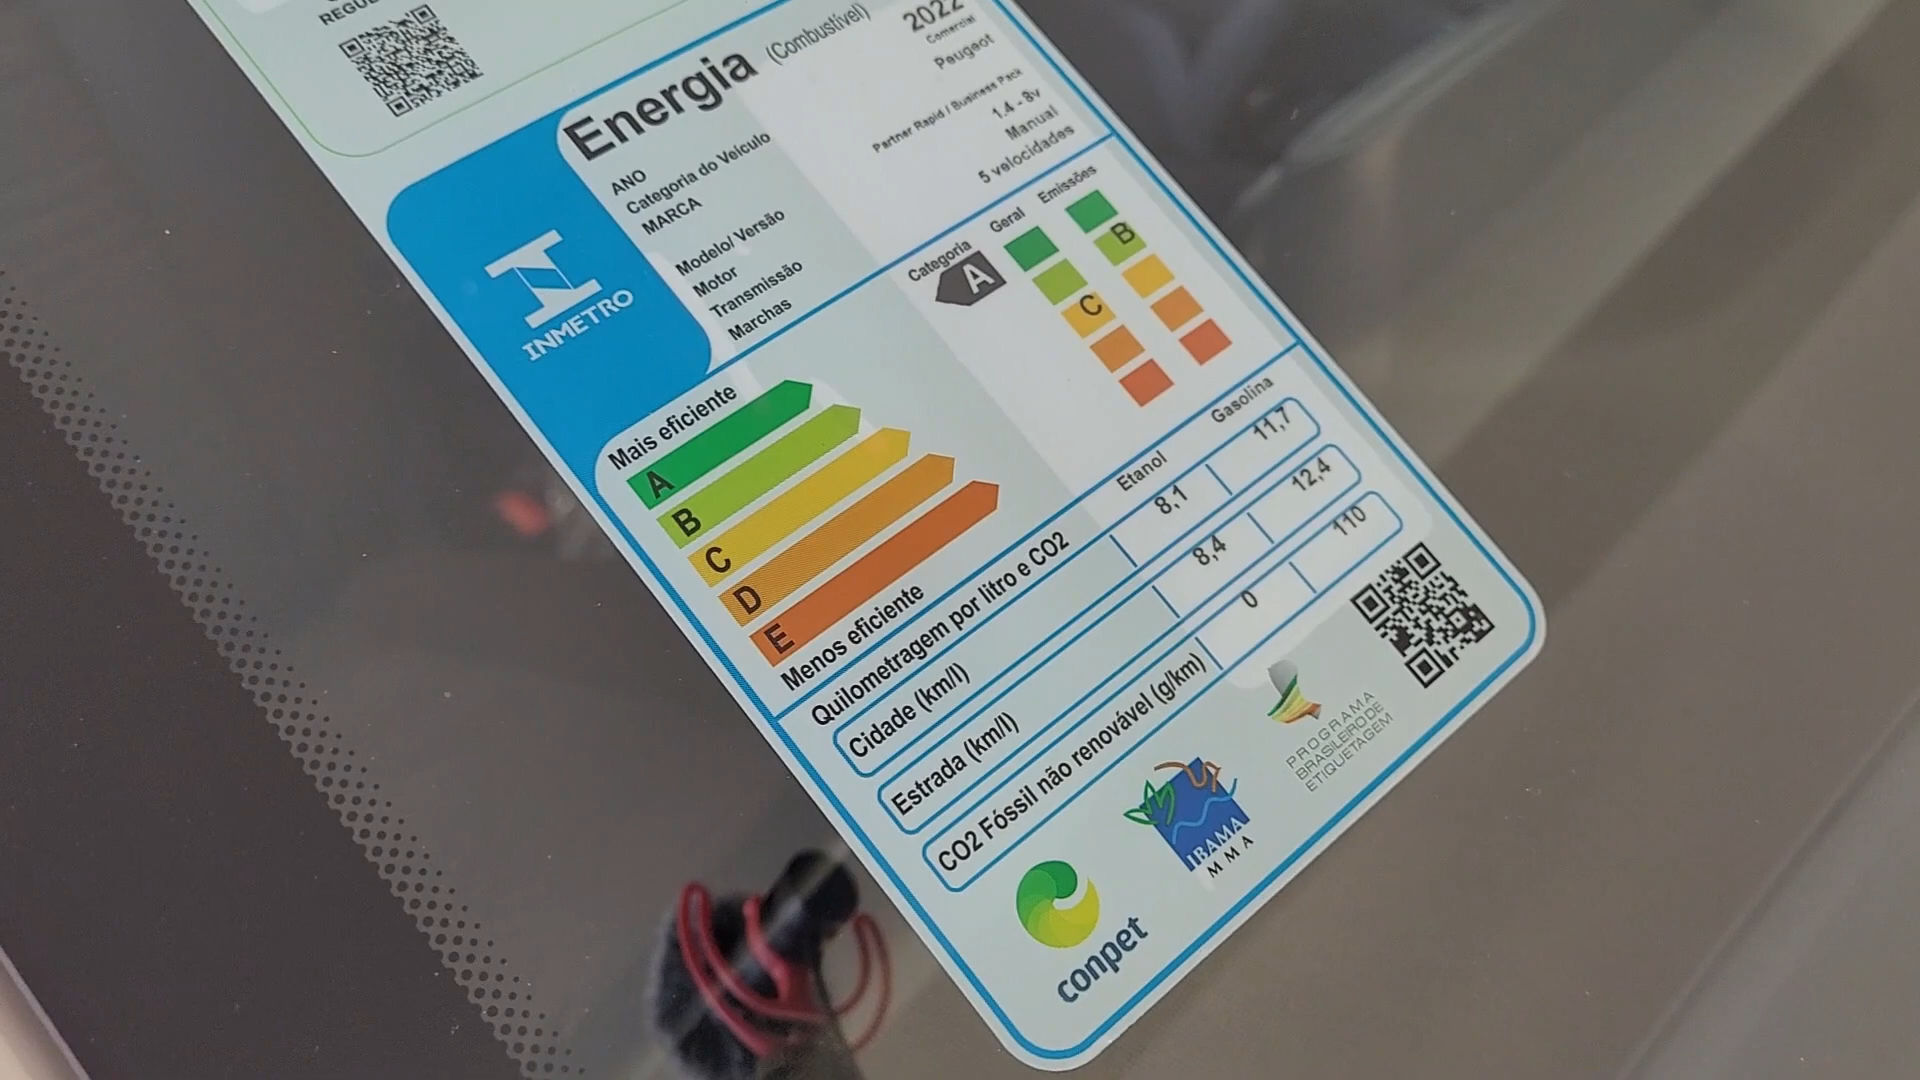 Energia (Combustível)
ANO 2022
Categoria do Veículo Comercial
MARCA Peugeot
Modelo/ Versão Partner Rapid / Business Pack
Motor 1.4 - 8v
Transmissão Manual
Marchas 5 velocidades
INMETRO
Categoria Geral Emissões
A
B
C
Mais eficiente
A
B
C
D
E
Menos eficiente
Quilometragem por litro e CO2 Etanol Gasolina
Cidade (km/l) 8,1 11,7
Estrada (km/l) 8,4 12,4
CO2 Fóssil não renovável (g/km) 0 110
conpet
IBAMA
MMA
PROGRAMA
BRASILEIRO DE
ETIQUETAGEM